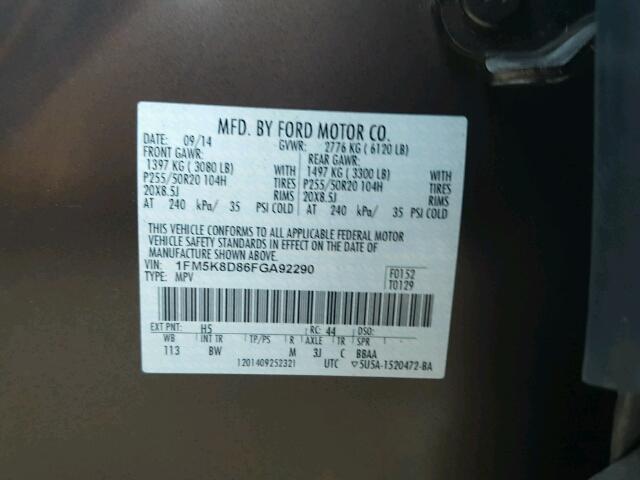 MFD. BY FORD MOTOR CO.
DATE: 09/14 GVWR: 2776 KG ( 6120 LB)
FRONT GAWR: REAR GAWR:
1397 KG ( 3080 LB) WITH 1497 KG ( 3300 LB) WITH
P255/50R20 104H TIRES P255/50R20 104H TIRES
20X8.5J RIMS 20X8.5J RIMS
AT 240 kPa/ 35 PSI COLD AT 240 kPa/ 35 PSI COLD
THIS VEHICLE CONFORMS TO ALL APPLICABLE FEDERAL MOTOR
VEHICLE SAFETY STANDARDS IN EFFECT ON THE DATE OF
MANUFACTURE SHOWN ABOVE.
VIN: 1FM5K8D86FGA92290 F0152
TYPE: MPV T0129
EXT PNT: H5 RC: 44 DSO:
WB INT TR TP/PS R AXLE TR SPR
113 BW M 3J C BBAA
1201409252321 UTC ▽5U5A-1520472-BA